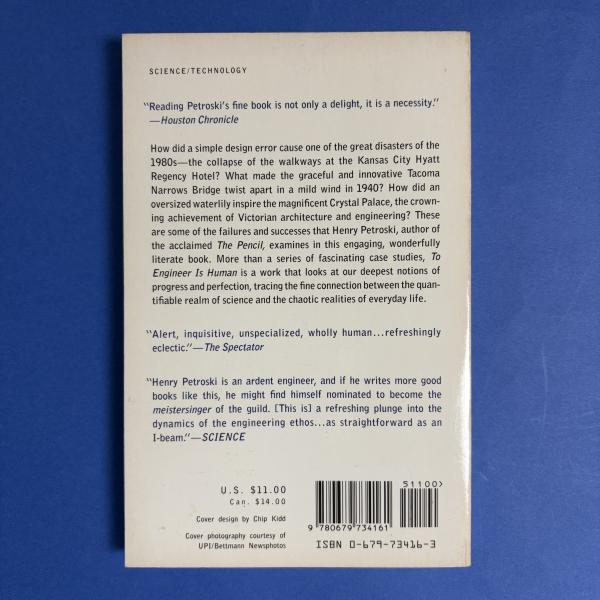 SCIENCE/TECHNOLOGY
"Reading Petroski's fine book is not only a delight, it is a necessity."
—Houston Chronicle
How did a simple design error cause one of the great disasters of the
1980s—the collapse of the walkways at the Kansas City Hyatt
Regency Hotel? What made the graceful and innovative Tacoma
Narrows Bridge twist apart in a mild wind in 1940? How did an
oversized waterlily inspire the magnificent Crystal Palace, the crown-
ing achievement of Victorian architecture and engineering? These
are some of the failures and successes that Henry Petroski, author of
the acclaimed The Pencil, examines in this engaging, wonderfully
literate book. More than a series of fascinating case studies, To
Engineer Is Human is a work that looks at our deepest notions of
progress and perfection, tracing the fine connection between the quan-
tifiable realm of science and the chaotic realities of everyday life.
"Alert, inquisitive, unspecialized, wholly human...refreshingly
eclectic."—The Spectator
"Henry Petroski is an ardent engineer, and if he writes more good
books like this, he might find himself nominated to become the
meistersinger of the guild. [This is] a refreshing plunge into the
dynamics of the engineering ethos...as straightforward as an
I-beam."—SCIENCE
U.S. $11.00
Can. $14.00
Cover design by Chip Kidd
Cover photography courtesy of
UPI/Bettmann Newsphotos
51100>
9 780679 734161
ISBN 0-679-73416-3